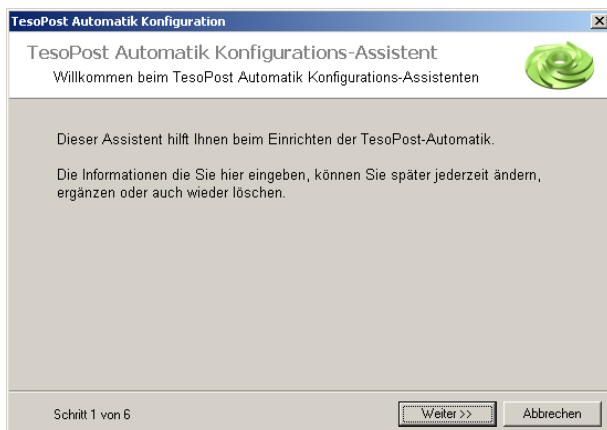 TesoPost Automatik Konfiguration
TesoPost Automatik Konfigurations-Assistent
Willkommen beim TesoPost Automatik Konfigurations-Assistenten
Dieser Assistent hilft Ihnen beim Einrichten der TesoPost-Automatik.
Die Informationen die Sie hier eingeben, können Sie später jederzeit ändern,
ergänzen oder auch wieder löschen.
Schritt 1 von 6
Weiter >>
Abbrechen